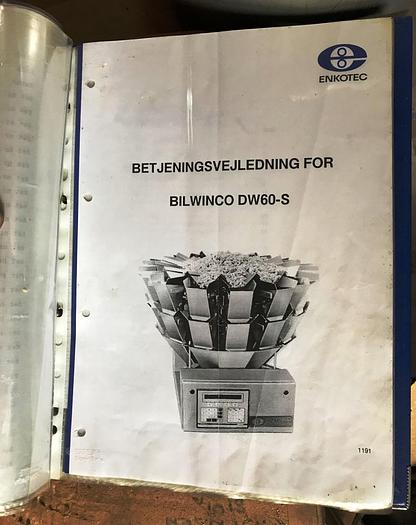 ENKOTEC
BETJENINGSVEJLEDNING FOR
BILWINCO DW60-S
1191